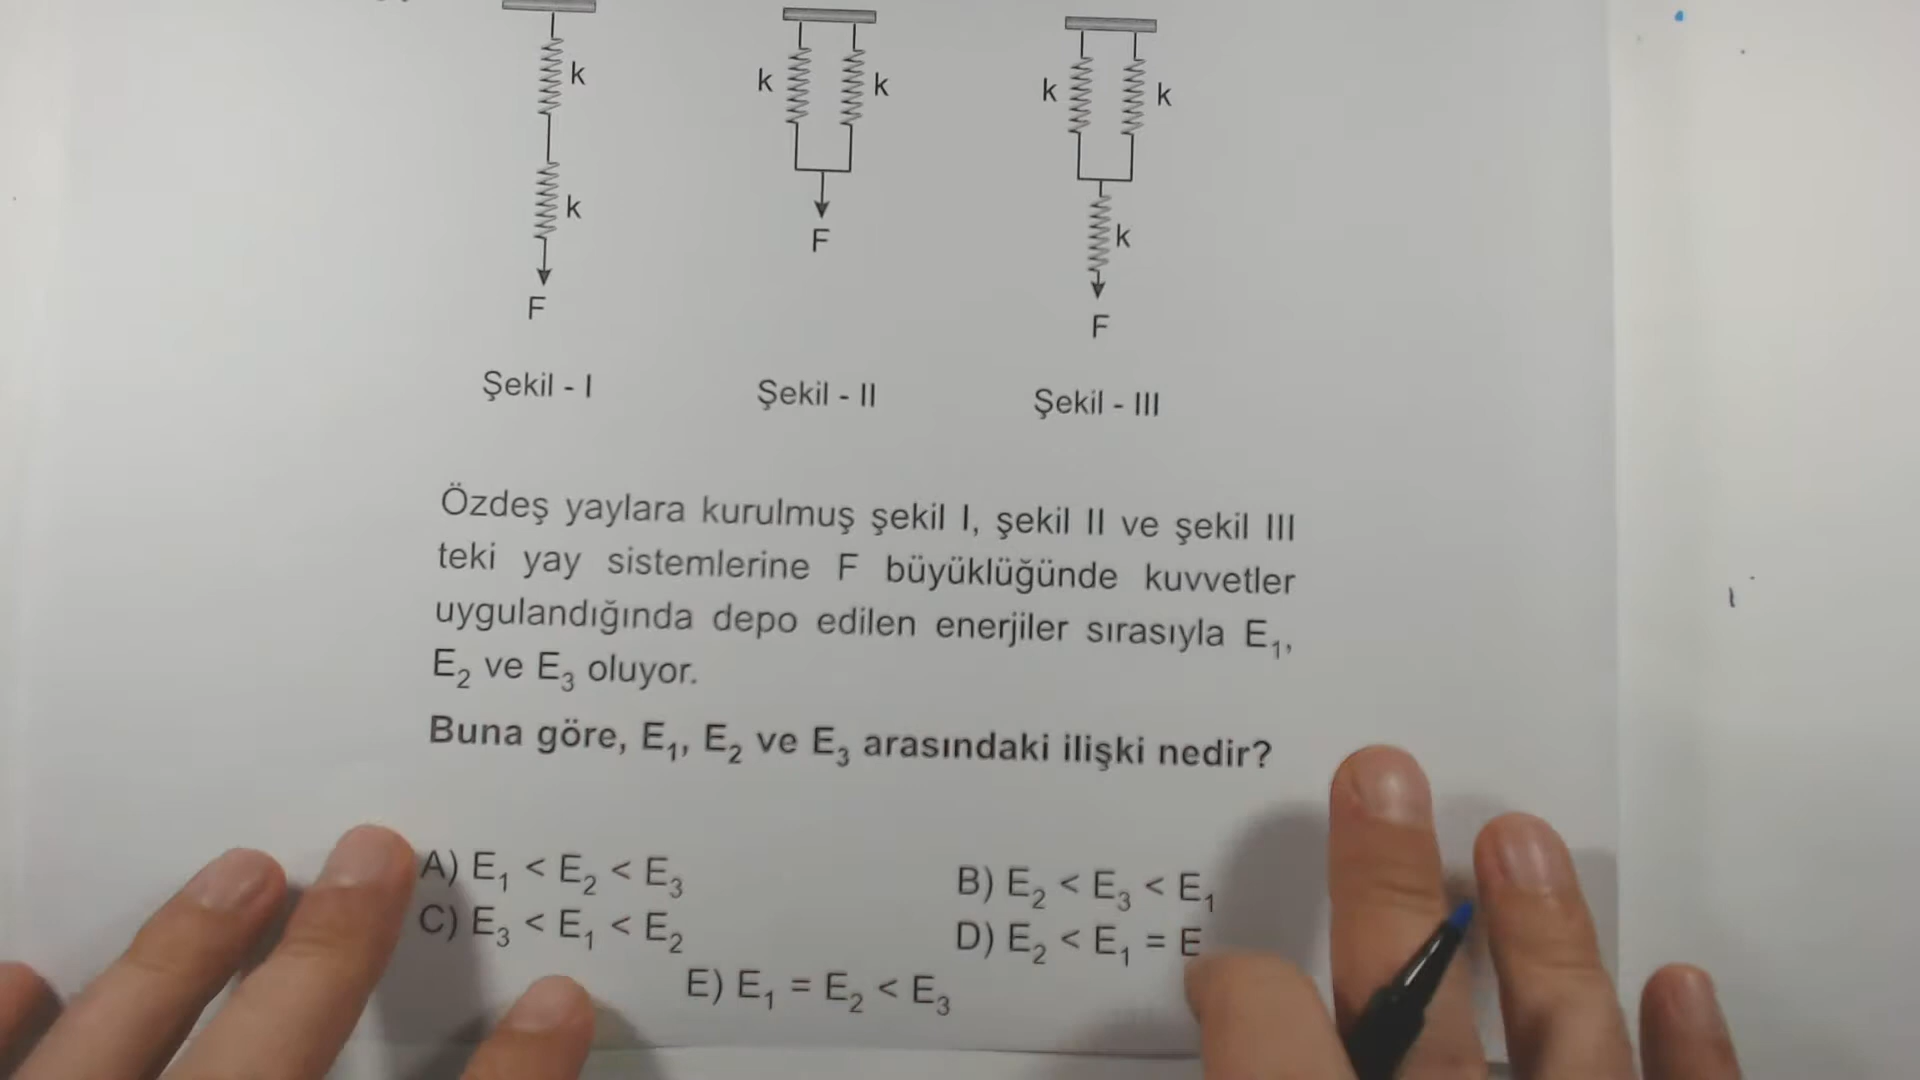 k
k k
k k
k
k
F
F
F
Şekil - I
Şekil - II
Şekil - III
Özdeş yaylara kurulmuş şekil I, şekil II ve şekil III
teki yay sistemlerine F büyüklüğünde kuvvetler
uygulandığında depo edilen enerjiler sırasıyla E₁,
E₂ ve E₃ oluyor.
Buna göre, E₁, E₂ ve E₃ arasındaki ilişki nedir?
A) E₁ < E₂ < E₃
B) E₂ < E₃ < E₁
C) E₃ < E₁ < E₂
D) E₂ < E₁ = E
E) E₁ = E₂ < E₃